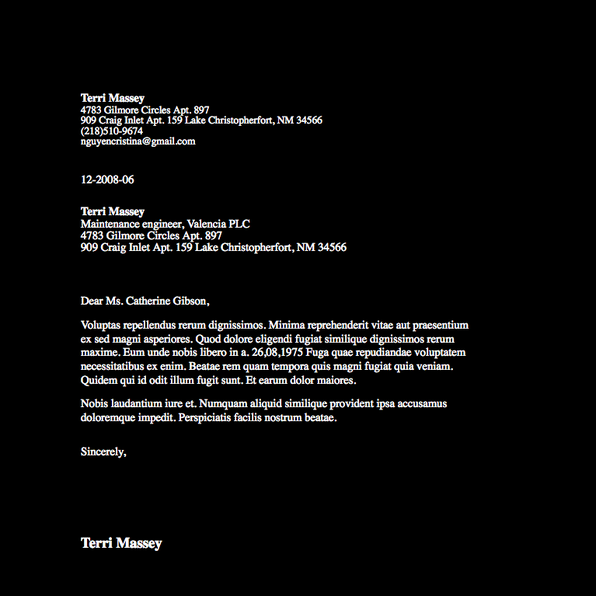 Terri Massey
4783 Gilmore Circles Apt. 897
909 Craig Inlet Apt. 159 Lake Christopherfort, NM 34566
(218)510-9674
nguyencristina@gmail.com
12-2008-06
Terri Massey
Maintenance engineer, Valencia PLC
4783 Gilmore Circles Apt. 897
909 Craig Inlet Apt. 159 Lake Christopherfort, NM 34566
Dear Ms. Catherine Gibson,
Voluptas repellendus rerum dignissimos. Minima reprehenderit vitae aut praesentium
ex sed magni asperiores. Quod dolore eligendi fugiat similique dignissimos rerum
maxime. Eum unde nobis libero in a. 26,08,1975 Fuga quae repudiandae voluptatem
necessitatibus ex enim. Beatae rem quam tempora quis magni fugiat quia veniam.
Quidem qui id odit illum fugit sunt. Et earum dolor maiores.
Nobis laudantium iure et. Numquam aliquid similique provident ipsa accusamus
doloremque impedit. Perspiciatis facilis nostrum beatae.
Sincerely,
Terri Massey